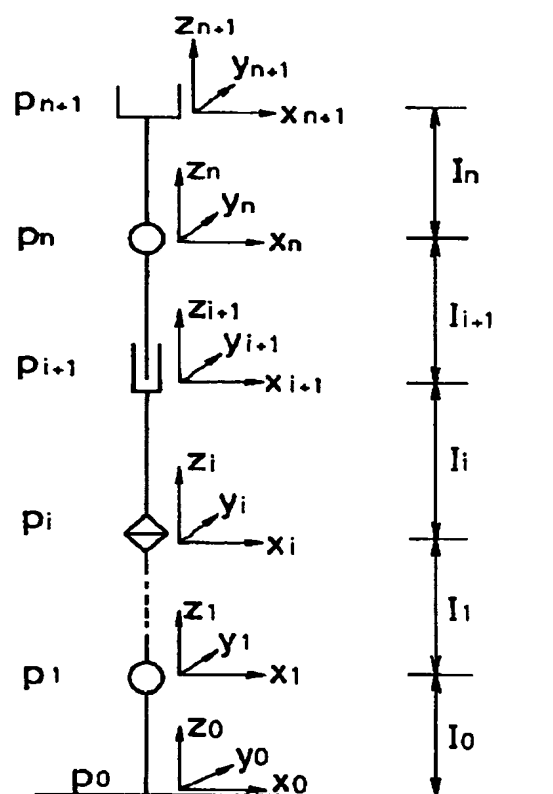 zn+1
yn+1
pn+1 xn+1
zn In
yn
pn xn
zi+1 Ii+1
yi+1
pi+1 xi+1
zi Ii
yi
pi xi
z1 I1
y1
p1 x1
z0 I0
y0
p0 x0